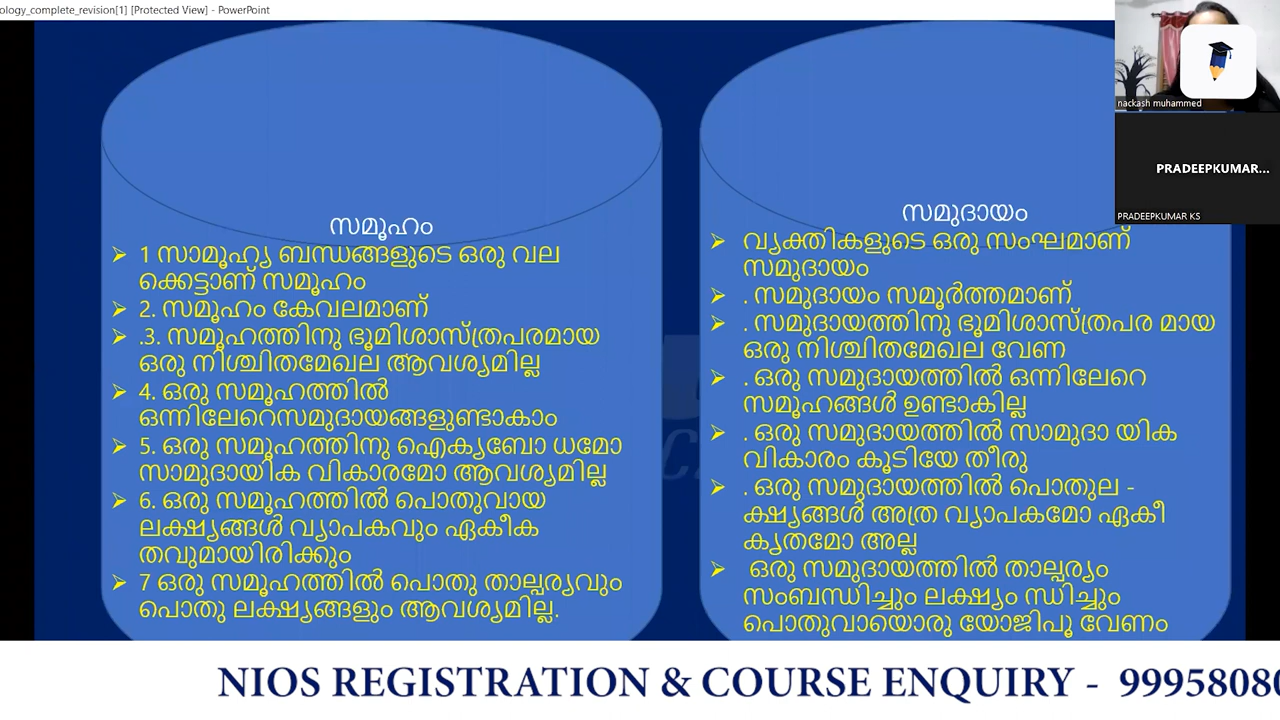 ology_complete_revision[1] [Protected View] - PowerPoint
nackash muhammed
PRADEEPKUMAR...
PRADEEPKUMAR KS
സമൂഹം
1 സാമൂഹ്യ ബന്ധങ്ങളുടെ ഒരു വല
ക്കെട്ടാണ് സമൂഹം
2. സമൂഹം കേവലമാണ്
.3. സമൂഹത്തിനു ഭൂമിശാസ്ത്രപരമായ
ഒരു നിശ്ചിതമേഖല ആവശ്യമില്ല
4. ഒരു സമൂഹത്തിൽ
ഒന്നിലേറെസമുദായങ്ങളുണ്ടാകാം
5. ഒരു സമൂഹത്തിനു ഐക്യബോ ധമോ
സാമുദായിക വികാരമോ ആവശ്യമില്ല
6. ഒരു സമൂഹത്തിൽ പൊതുവായ
ലക്ഷ്യങ്ങൾ വ്യാപകവും ഏകീക
തവുമായിരിക്കും
7 ഒരു സമൂഹത്തിൽ പൊതു താല്പര്യവും
പൊതു ലക്ഷ്യങ്ങളും ആവശ്യമില്ല.
സമുദായം
വ്യക്തികളുടെ ഒരു സംഘമാണ്
സമുദായം
. സമുദായം സമൂർത്തമാണ്
. സമുദായത്തിനു ഭൂമിശാസ്ത്രപര മായ
ഒരു നിശ്ചിതമേഖല വേണ
. ഒരു സമുദായത്തിൽ ഒന്നിലേറെ
സമൂഹങ്ങൾ ഉണ്ടാകില്ല
. ഒരു സമുദായത്തിൽ സാമുദാ യിക
വികാരം കൂടിയേ തീരു
. ഒരു സമുദായത്തിൽ പൊതുല -
ക്ഷ്യങ്ങൾ അത്ര വ്യാപകമോ ഏകീ
കൃതമോ അല്ല
ഒരു സമുദായത്തിൽ താല്പര്യം
സംബന്ധിച്ചും ലക്ഷ്യം ന്ധിച്ചും
പൊതുവായൊരു യോജിപ്പൂ വേണം
NIOS REGISTRATION & COURSE ENQUIRY - 99958080